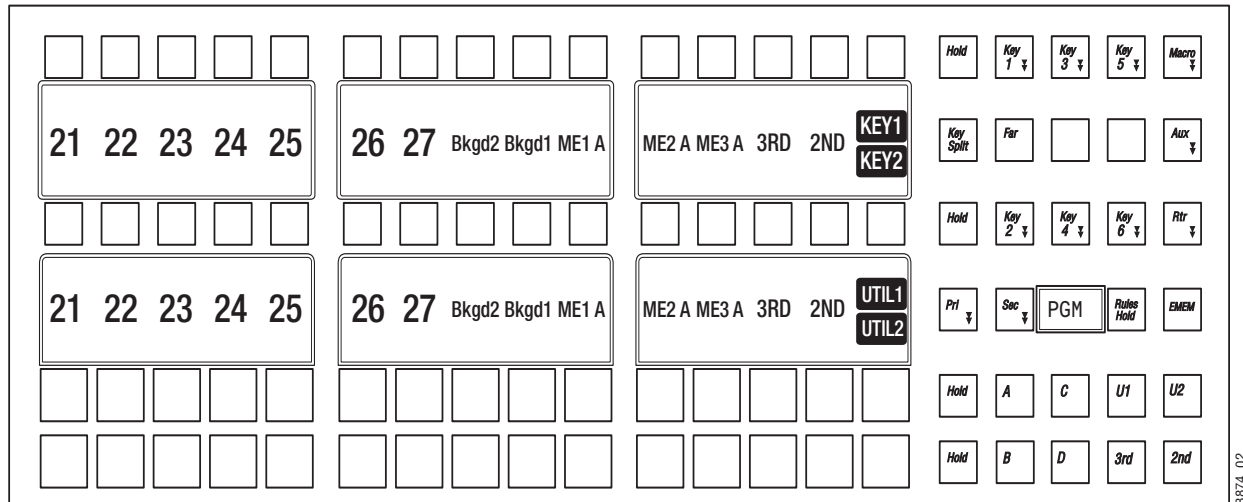 Hold Key 1 Key 3 Key 5 Macro
21 22 23 24 25 26 27 Bkgd2 Bkgd1 ME1 A ME2 A ME3 A 3RD 2ND KEY1
KEY2
Key Split Far Aux
Hold Key 2 Key 4 Key 6 Rtr
21 22 23 24 25 26 27 Bkgd2 Bkgd1 ME1 A ME2 A ME3 A 3RD 2ND UTIL1
UTIL2
Pri Sec PGM Rules Hold EMEM
Hold A C U1 U2
Hold B D 3rd 2nd
8874_02